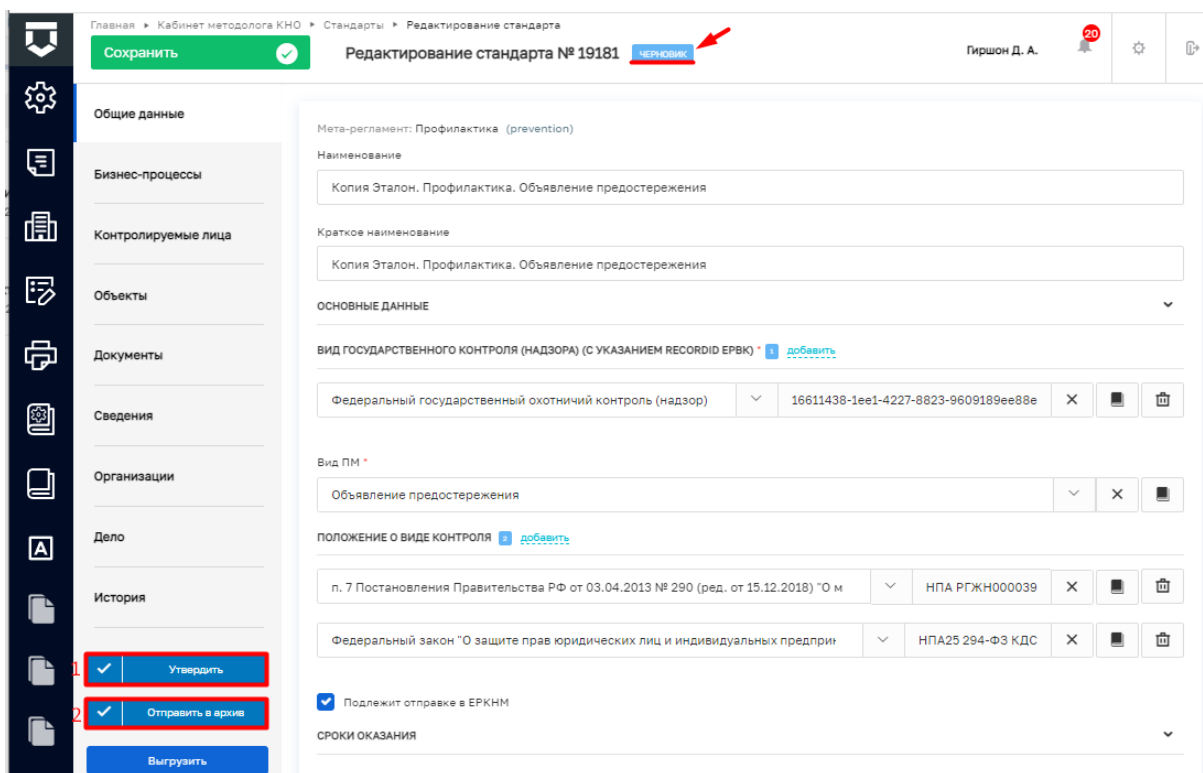 Главная ▸ Кабинет методолога КНО ▸ Стандарты ▸ Редактирование стандарта
Сохранить
Редактирование стандарта № 19181 ЧЕРНОВИК
Гиршон Д. А.
20
Общие данные
Бизнес-процессы
Контролируемые лица
Объекты
Документы
Сведения
Организации
Дело
История
1 Утвердить
2 Отправить в архив
Выгрузить
Мета-регламент: Профилактика (prevention)
Наименование
Копия Эталон. Профилактика. Объявление предостережения
Краткое наименование
Копия Эталон. Профилактика. Объявление предостережения
ОСНОВНЫЕ ДАННЫЕ
ВИД ГОСУДАРСТВЕННОГО КОНТРОЛЯ (НАДЗОРА) (С УКАЗАНИЕМ RECORDID ЕРВК) * 1 добавить
Федеральный государственный охотничий контроль (надзор) 16611438-1ee1-4227-8823-9609189ee88e
Вид ПМ *
Объявление предостережения
ПОЛОЖЕНИЕ О ВИДЕ КОНТРОЛЯ 2 добавить
п. 7 Постановления Правительства РФ от 03.04.2013 № 290 (ред. от 15.12.2018) "О м НПА РГЖН000039
Федеральный закон "О защите прав юридических лиц и индивидуальных предприн НПА25 294-ФЗ КДС
Подлежит отправке в ЕРКНМ
СРОКИ ОКАЗАНИЯ